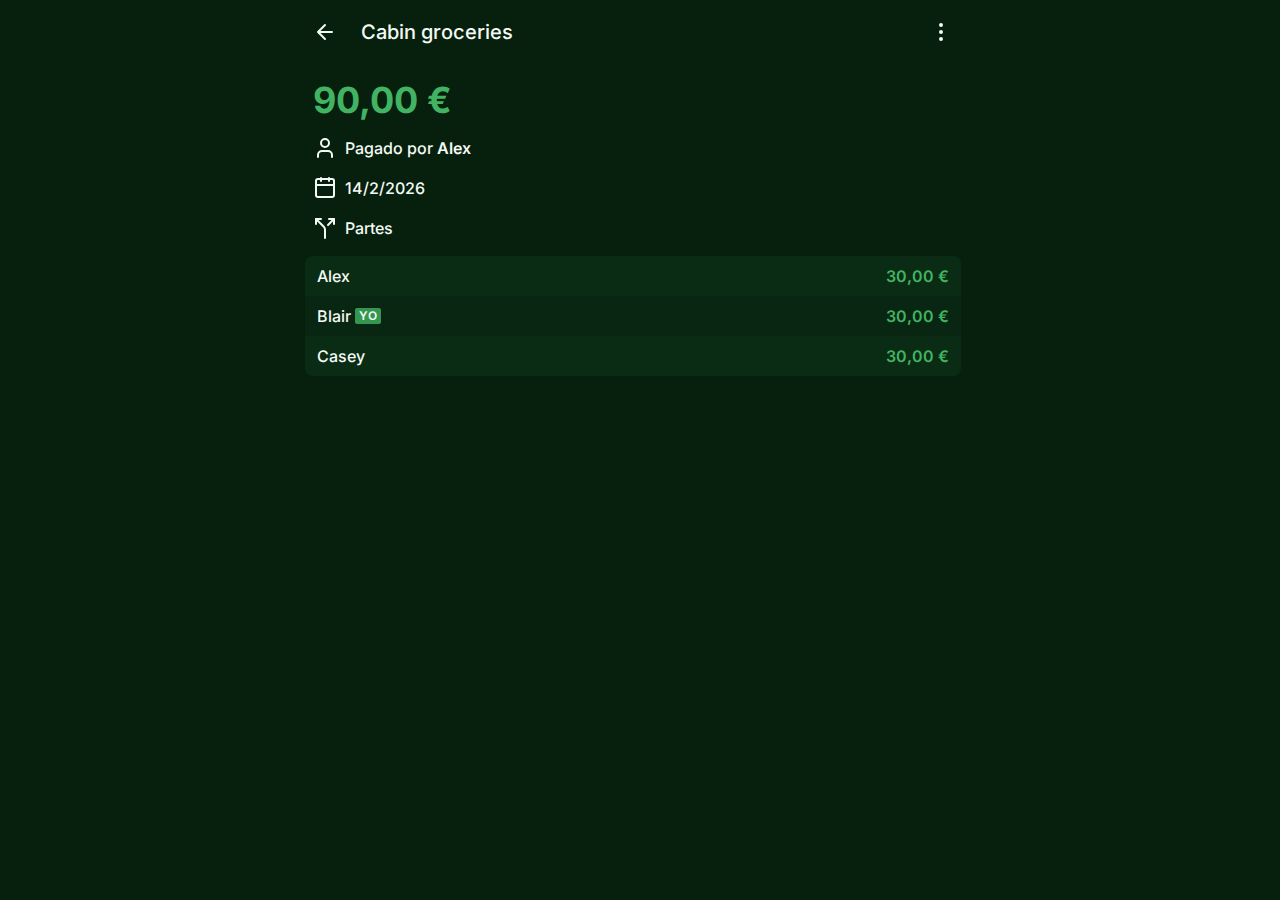 Cabin groceries
90,00 €
Pagado por Alex
14/2/2026
Partes
Alex 30,00 €
Blair YO 30,00 €
Casey 30,00 €